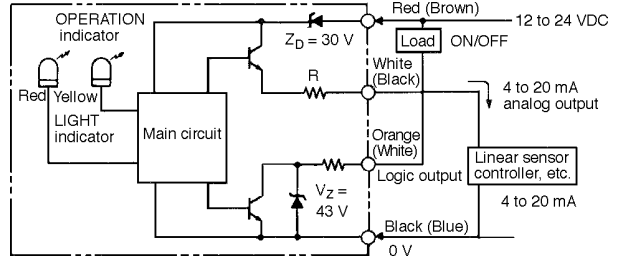 OPERATION
indicator
Red
Yellow
LIGHT
indicator
Main circuit
Z_D = 30 V
R
V_Z =
43 V
Red (Brown)
12 to 24 VDC
Load
ON/OFF
White
(Black)
4 to 20 mA
analog output
Orange
(White)
Logic output
Linear sensor
controller, etc.
4 to 20 mA
Black (Blue)
0 V